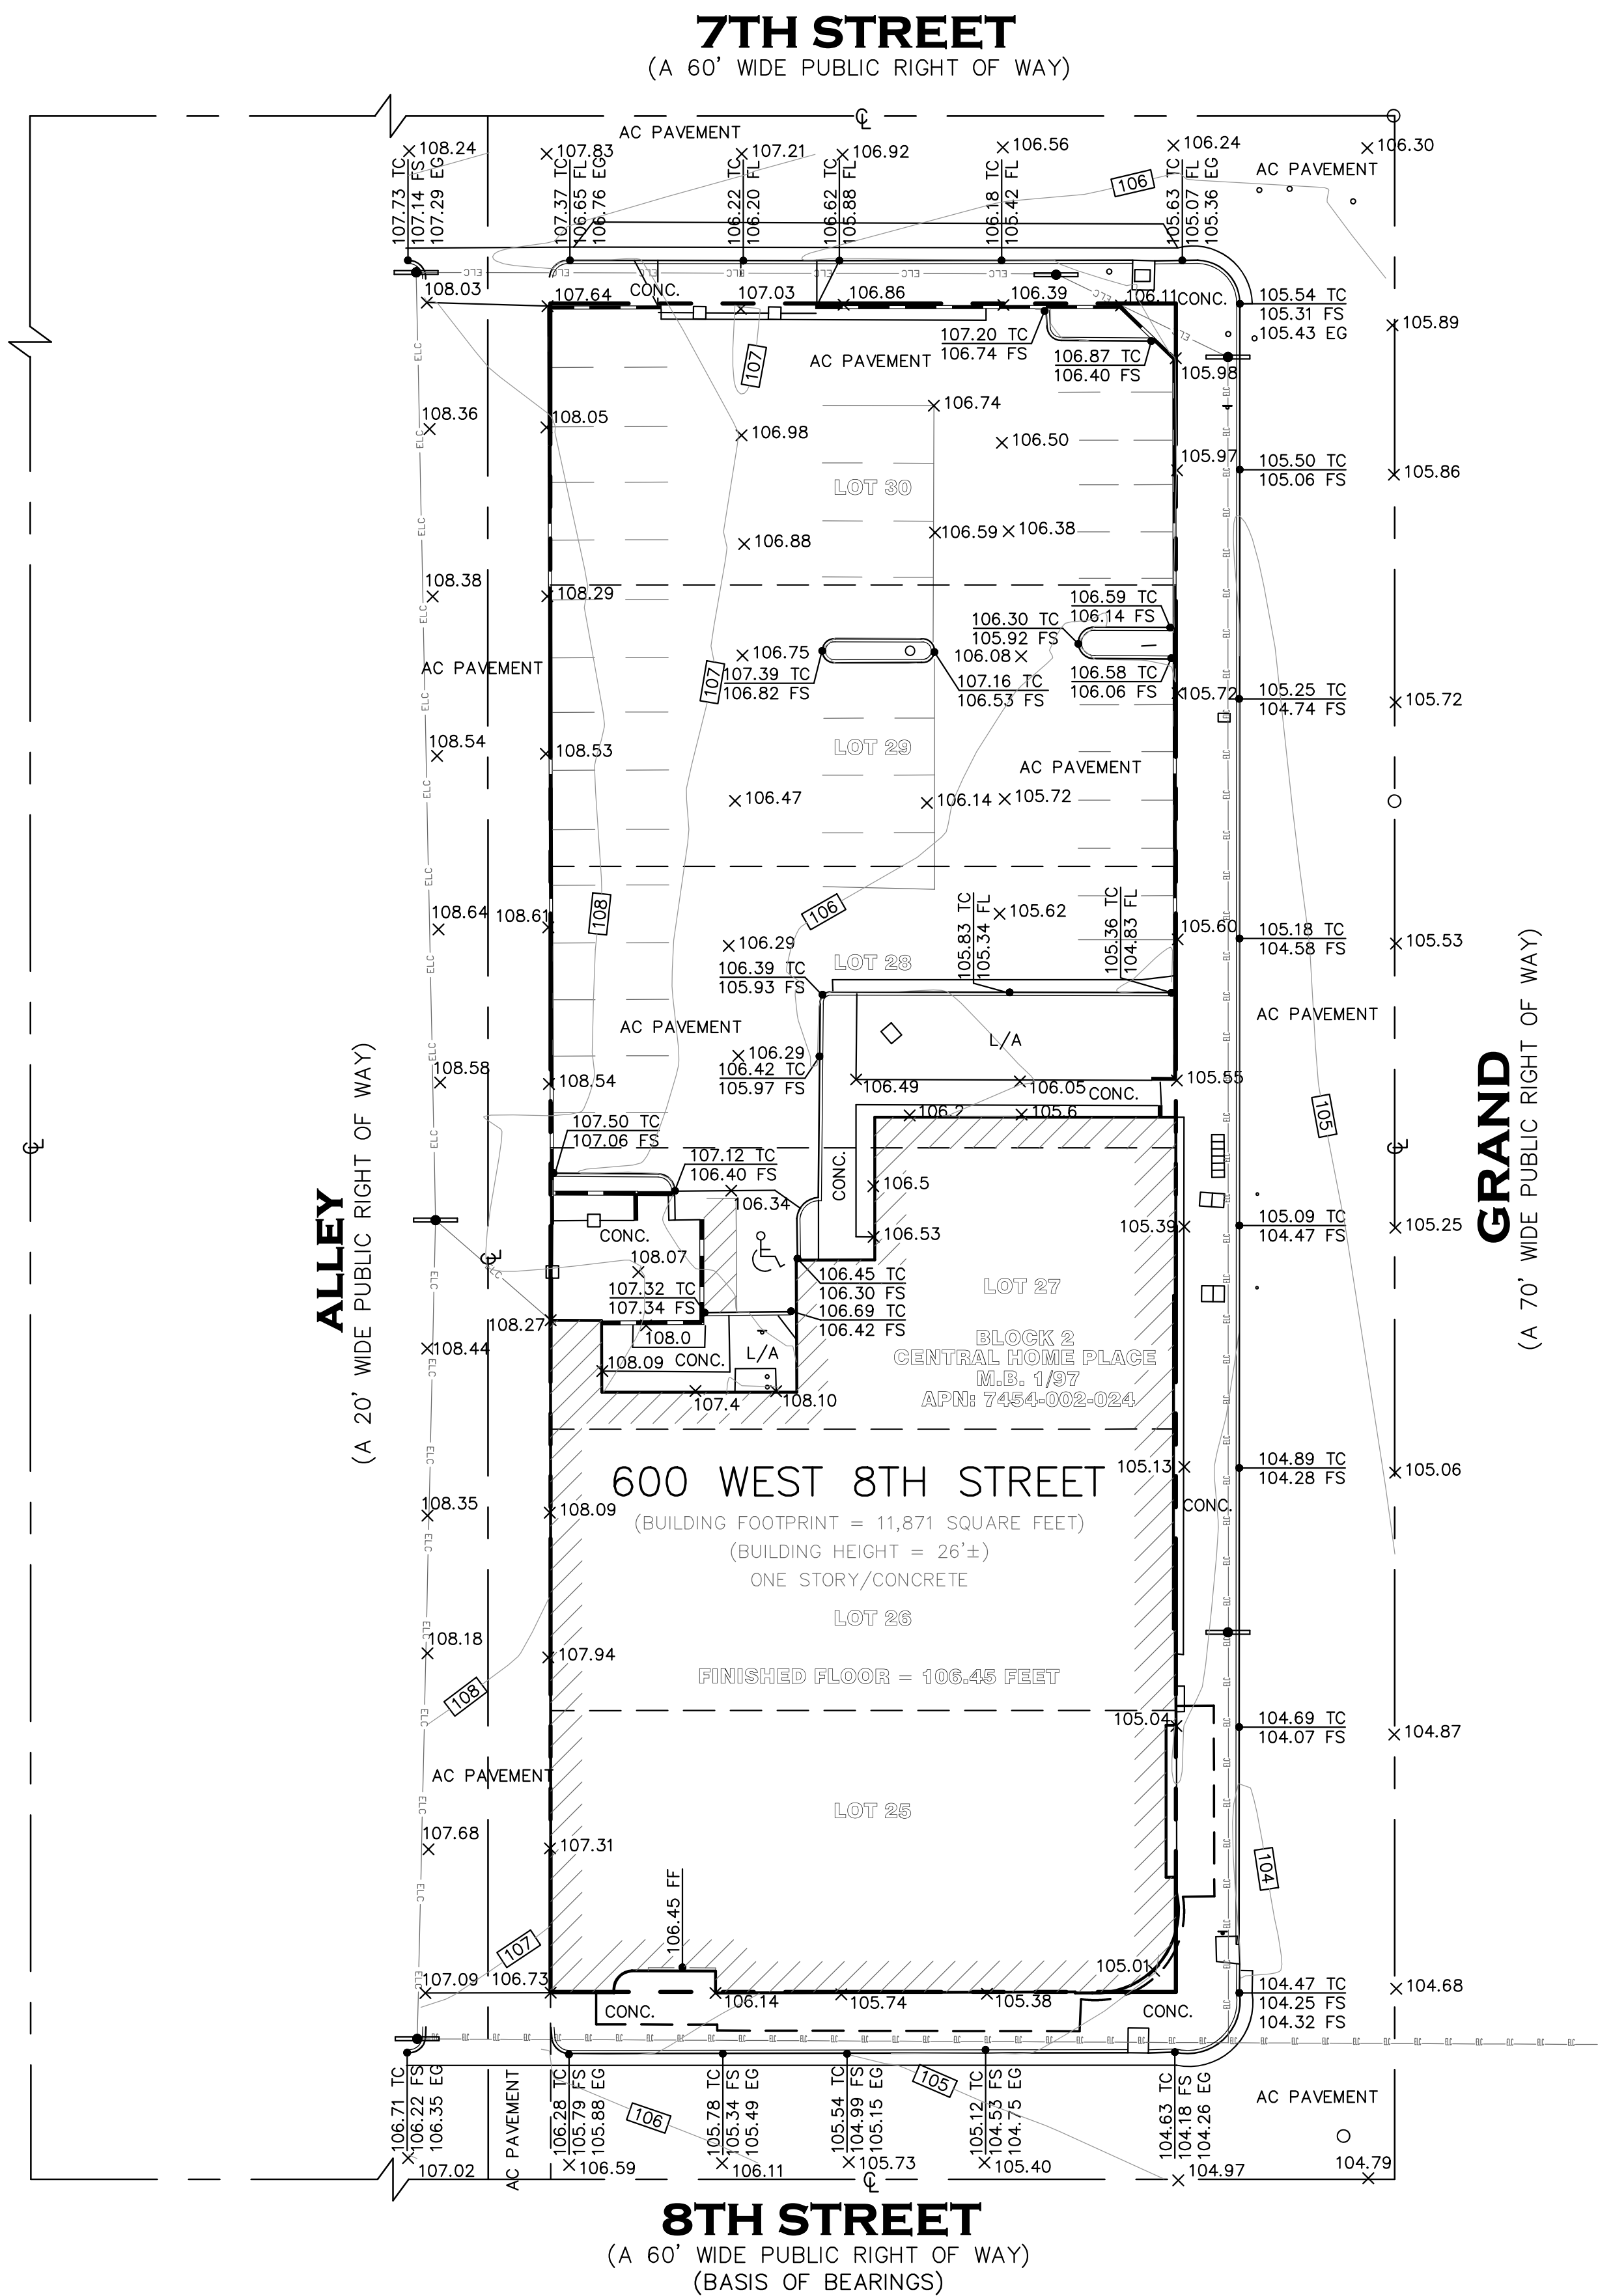 7TH STREET
(A 60' WIDE PUBLIC RIGHT OF WAY)
℄
AC PAVEMENT
108.24
107.83
107.21
106.92
106.56
106.24
106.30
AC PAVEMENT
107.73 TC
107.14 FS
107.29 EG
107.37 TC
106.65 FL
106.76 EG
106.22 TC
106.20 FL
106.62 TC
105.88 FL
106.18 TC
105.42 FL
105.63 TC
105.07 FL
105.36 EG
106
ELC ELC ELC ELC ELC ELC ELC ELC
CONC.
108.03
107.64
107.03
106.86
106.39
106.11
CONC.
105.54 TC
105.31 FS
105.43 EG
105.89
107.20 TC
106.74 FS
106.87 TC
106.40 FS
AC PAVEMENT
107
105.98
108.36
108.05
106.98
106.74
106.50
105.97
105.50 TC
105.06 FS
105.86
LOT 30
106.88
106.59
106.38
108.38
108.29
106.59 TC
106.14 FS
106.30 TC
105.92 FS
106.75
106.08
AC PAVEMENT
107
107.39 TC
106.82 FS
107.16 TC
106.53 FS
106.58 TC
106.06 FS
105.72
105.25 TC
104.74 FS
105.72
108.54
108.53
LOT 29
AC PAVEMENT
106.47
106.14
105.72
108
106
105.83 TC
105.34 FL
105.36 TC
104.83 FL
105.62
108.64
108.61
106.29
105.60
105.18 TC
104.58 FS
105.53
LOT 28
106.39 TC
105.93 FS
AC PAVEMENT
AC PAVEMENT
L/A
106.29
106.42 TC
105.97 FS
108.58
108.54
106.49
106.05
105.55
CONC.
106.2
105.6
105
℄
℄
107.50 TC
107.06 FS
107.12 TC
106.40 FS
CONC.
106.5
106.34
106.53
105.39
105.09 TC
104.47 FS
105.25
ALLEY
(A 20' WIDE PUBLIC RIGHT OF WAY)
GRAND
(A 70' WIDE PUBLIC RIGHT OF WAY)
℄
CONC.
108.07
107.32 TC
107.34 FS
106.45 TC
106.30 FS
106.69 TC
106.42 FS
LOT 27
108.27
108.0
108.44
108.09
CONC.
L/A
BLOCK 2
CENTRAL HOME PLACE
M.B. 1/97
APN: 7454-002-024
107.4
108.10
105.13
104.89 TC
104.28 FS
105.06
600 WEST 8TH STREET
(BUILDING FOOTPRINT = 11,871 SQUARE FEET)
(BUILDING HEIGHT = 26'±)
ONE STORY/CONCRETE
108.35
108.09
CONC.
LOT 26
108.18
107.94
FINISHED FLOOR = 106.45 FEET
108
105.04
104.69 TC
104.07 FS
104.87
AC PAVEMENT
LOT 25
107.68
107.31
104
106.45 FF
107
105.01
107.09
106.73
106.14
105.74
105.38
104.47 TC
104.25 FS
104.32 FS
104.68
CONC.
CONC.
106.71 TC
106.22 FS
106.35 EG
AC PAVEMENT
106.28 TC
105.79 FS
105.88 EG
106
105.78 TC
105.34 FS
105.49 EG
105.54 TC
104.99 FS
105.15 EG
105
105.12 TC
104.53 FS
104.75 EG
104.63 TC
104.18 FS
104.26 EG
AC PAVEMENT
107.02
106.59
106.11
105.73
105.40
104.97
104.79
℄
8TH STREET
(A 60' WIDE PUBLIC RIGHT OF WAY)
(BASIS OF BEARINGS)